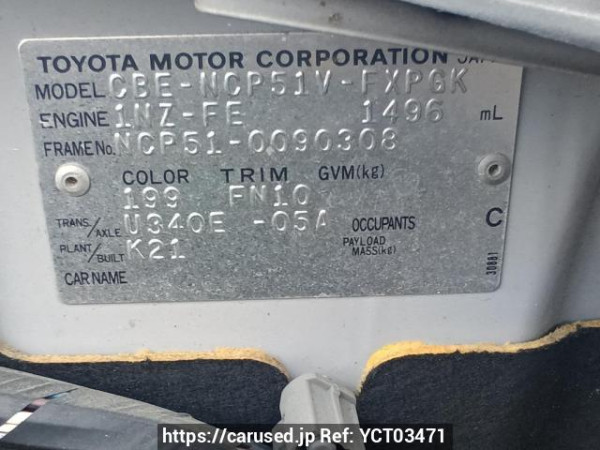 TOYOTA MOTOR CORPORATION JAPAN
MODEL CBE-NCP51V-FXPGK
ENGINE 1NZ-FE 1496 mL
FRAME No. NCP51-0090308
COLOR TRIM GVM(kg)
199 FN10
TRANS./AXLE U340E -05A OCCUPANTS C
PLANT/BUILT K21 PAYLOAD MASS(kg)
CAR NAME
30881
https://carused.jp Ref: YCT03471